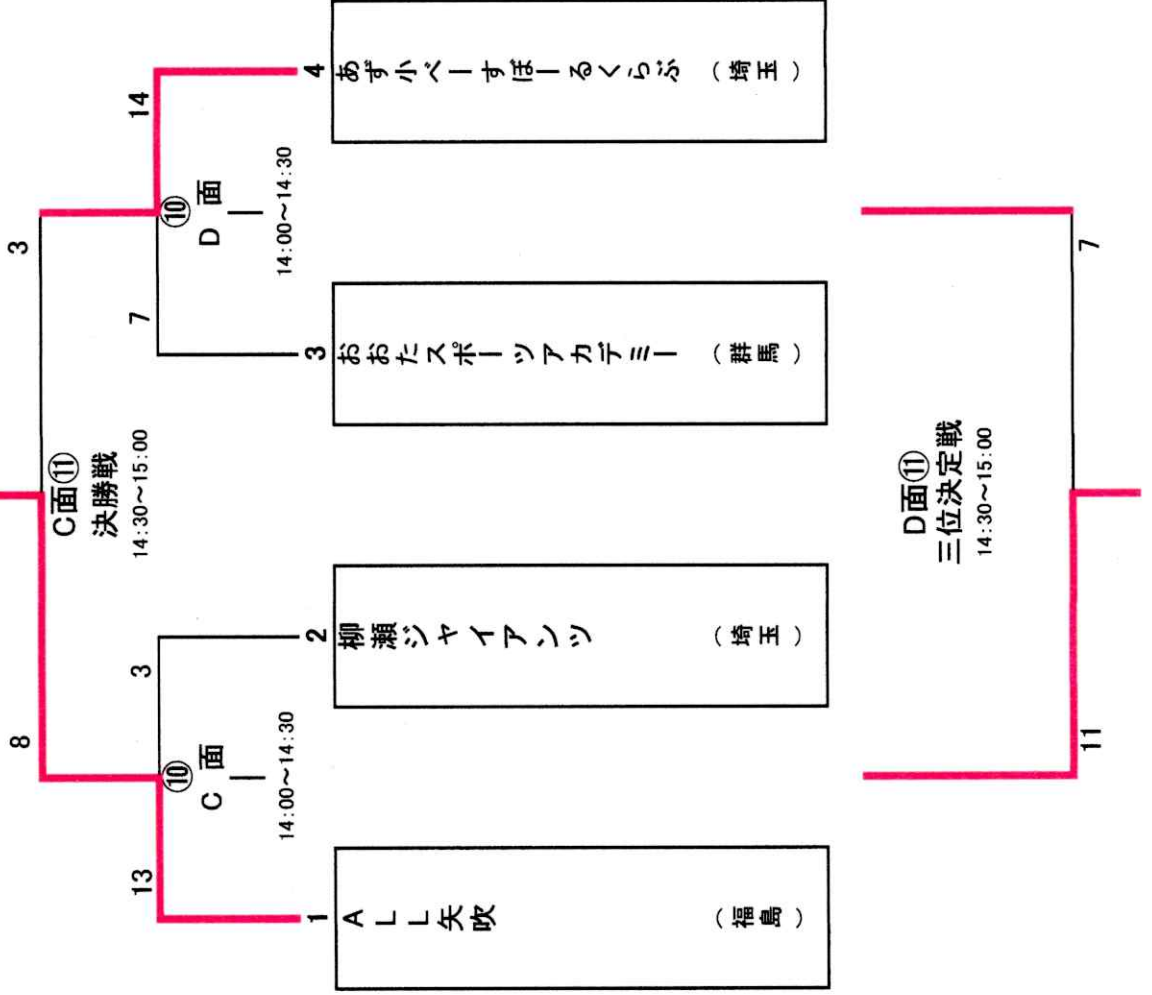 8
3
C面⑪
決勝戦
14:30~15:00
13
3
7
14
⑩
C面
14:00~14:30
⑩
D面
14:00~14:30
1
ALL矢吹
(福島)
2
柳瀬ジャイアンツ
(埼玉)
3
おおたスポーツアカデミー
(群馬)
4
あず小べーすぼーるくらぶ
(埼玉)
D面⑪
三位決定戦
14:30~15:00
11
7